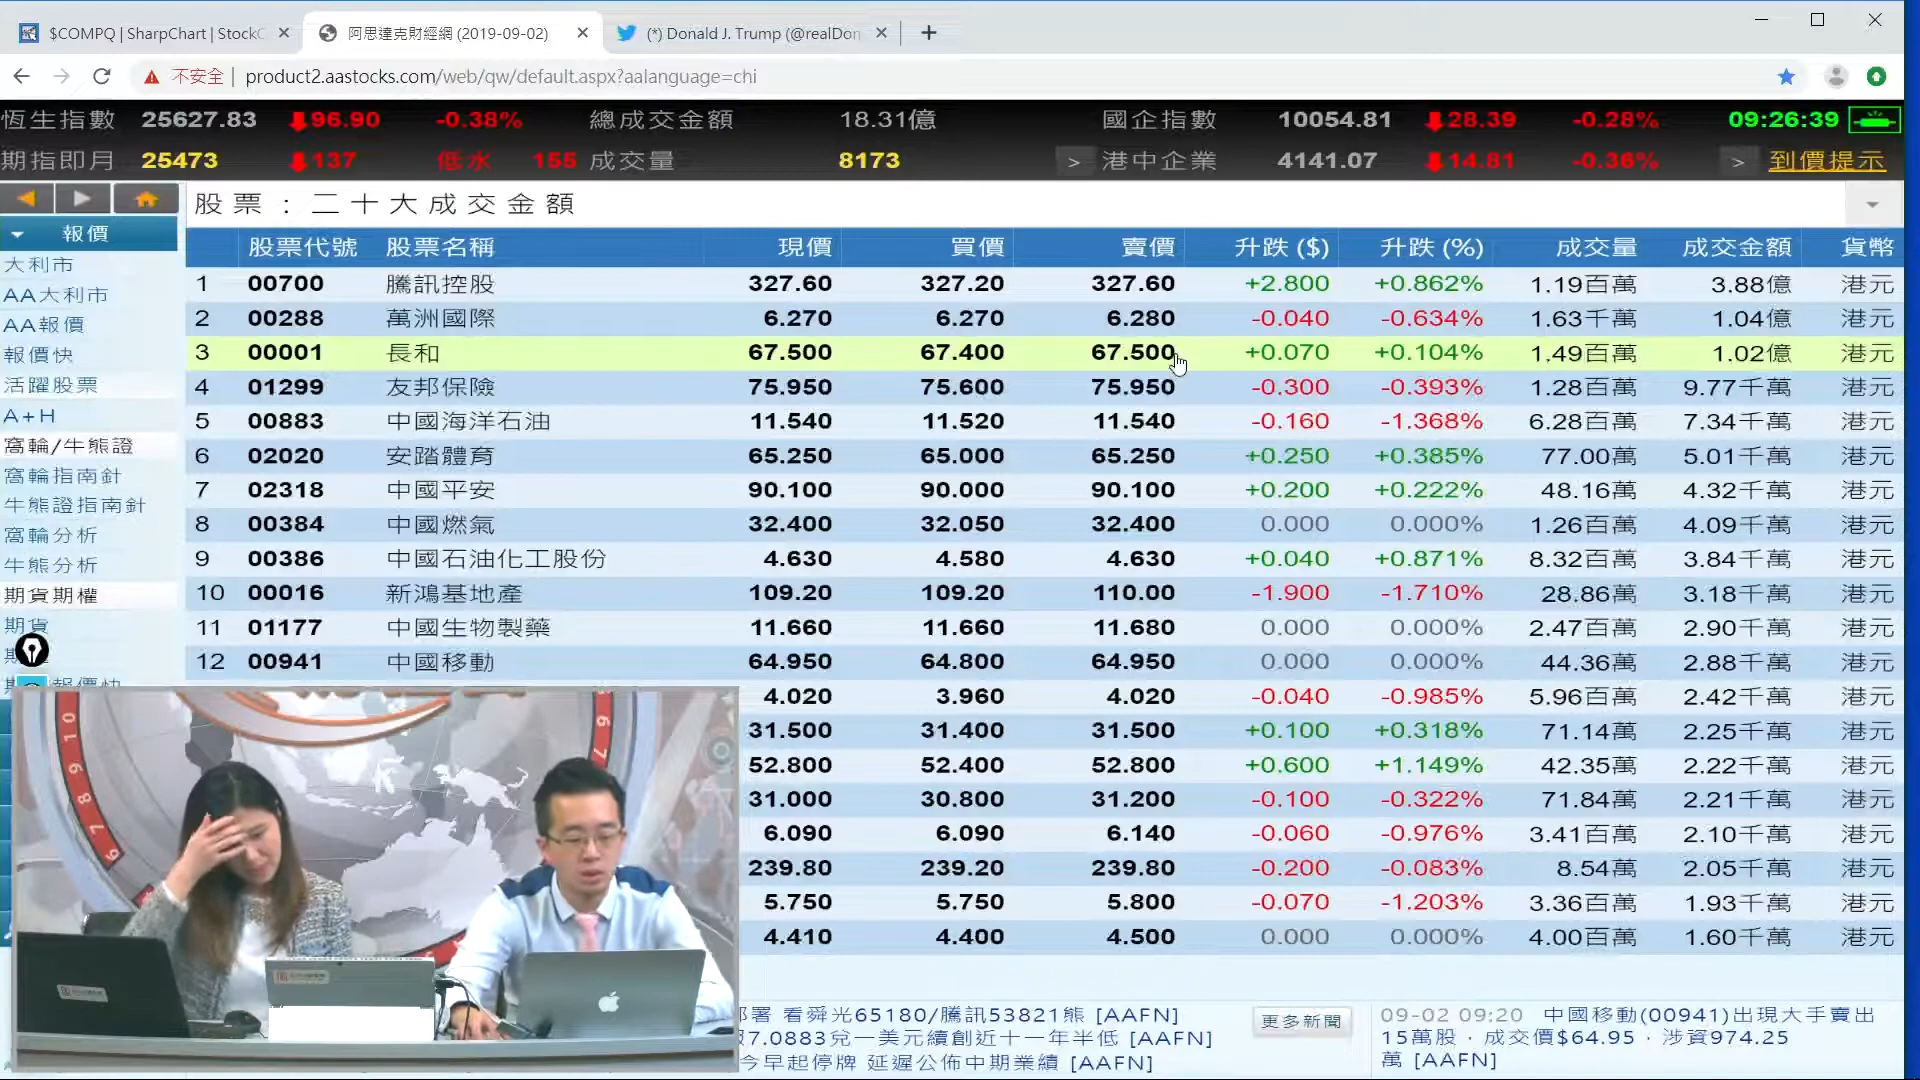 $COMPQ | SharpChart | StockC
阿思達克財經網 (2019-09-02)
(*) Donald J. Trump (@realDon
不安全 | product2.aastocks.com/web/qw/default.aspx?aalanguage=chi
恆生指數 25627.83 96.90 -0.38% 總成交金額 18.31億 國企指數 10054.81 28.39 -0.28% 09:26:39
期指即月 25473 137 低水 155 成交量 8173 > 港中企業 4141.07 14.81 -0.36% > 到價提示
股票：二十大成交金額
報價
大利市
AA大利市
AA報價
報價快
活躍股票
A+H
窩輪/牛熊證
窩輪指南針
牛熊證指南針
窩輪分析
牛熊分析
期貨期權
期貨
股票代號 股票名稱 現價 買價 賣價 升跌 ($) 升跌 (%) 成交量 成交金額 貨幣
1 00700 騰訊控股 327.60 327.20 327.60 +2.800 +0.862% 1.19百萬 3.88億 港元
2 00288 萬洲國際 6.270 6.270 6.280 -0.040 -0.634% 1.63千萬 1.04億 港元
3 00001 長和 67.500 67.400 67.500 +0.070 +0.104% 1.49百萬 1.02億 港元
4 01299 友邦保險 75.950 75.600 75.950 -0.300 -0.393% 1.28百萬 9.77千萬 港元
5 00883 中國海洋石油 11.540 11.520 11.540 -0.160 -1.368% 6.28百萬 7.34千萬 港元
6 02020 安踏體育 65.250 65.000 65.250 +0.250 +0.385% 77.00萬 5.01千萬 港元
7 02318 中國平安 90.100 90.000 90.100 +0.200 +0.222% 48.16萬 4.32千萬 港元
8 00384 中國燃氣 32.400 32.050 32.400 0.000 0.000% 1.26百萬 4.09千萬 港元
9 00386 中國石油化工股份 4.630 4.580 4.630 +0.040 +0.871% 8.32百萬 3.84千萬 港元
10 00016 新鴻基地產 109.20 109.20 110.00 -1.900 -1.710% 28.86萬 3.18千萬 港元
11 01177 中國生物製藥 11.660 11.660 11.680 0.000 0.000% 2.47百萬 2.90千萬 港元
12 00941 中國移動 64.950 64.800 64.950 0.000 0.000% 44.36萬 2.88千萬 港元
4.020 3.960 4.020 -0.040 -0.985% 5.96百萬 2.42千萬 港元
31.500 31.400 31.500 +0.100 +0.318% 71.14萬 2.25千萬 港元
52.800 52.400 52.800 +0.600 +1.149% 42.35萬 2.22千萬 港元
31.000 30.800 31.200 -0.100 -0.322% 71.84萬 2.21千萬 港元
6.090 6.090 6.140 -0.060 -0.976% 3.41百萬 2.10千萬 港元
239.80 239.20 239.80 -0.200 -0.083% 8.54萬 2.05千萬 港元
5.750 5.750 5.800 -0.070 -1.203% 3.36百萬 1.93千萬 港元
4.410 4.400 4.500 0.000 0.000% 4.00百萬 1.60千萬 港元
署 看舜光65180/騰訊53821熊 [AAFN]
7.0883兌一美元續創近十一年半低 [AAFN]
今早起停牌 延遲公佈中期業績 [AAFN]
更多新聞
09-02 09:20 中國移動(00941)出現大手賣出
15萬股，成交價$64.95，涉資974.25
萬 [AAFN]